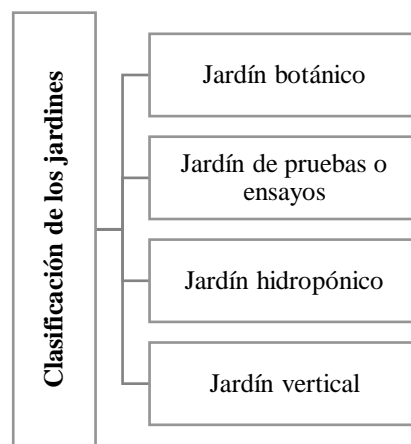 Clasificación de los jardines
Jardín botánico
Jardín de pruebas o
ensayos
Jardín hidropónico
Jardín vertical